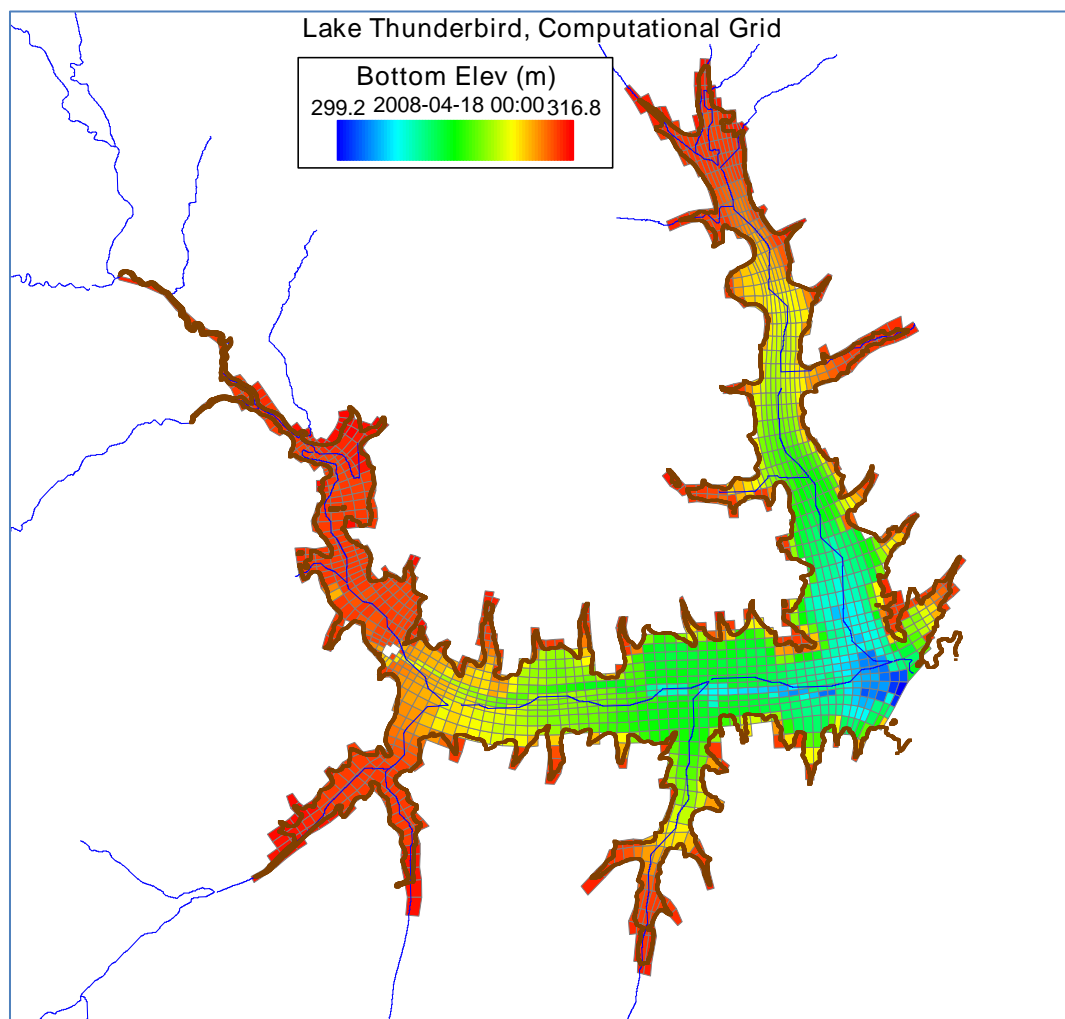 Lake Thunderbird, Computational Grid
Bottom Elev (m)
299.2 2008-04-18 00:00 316.8